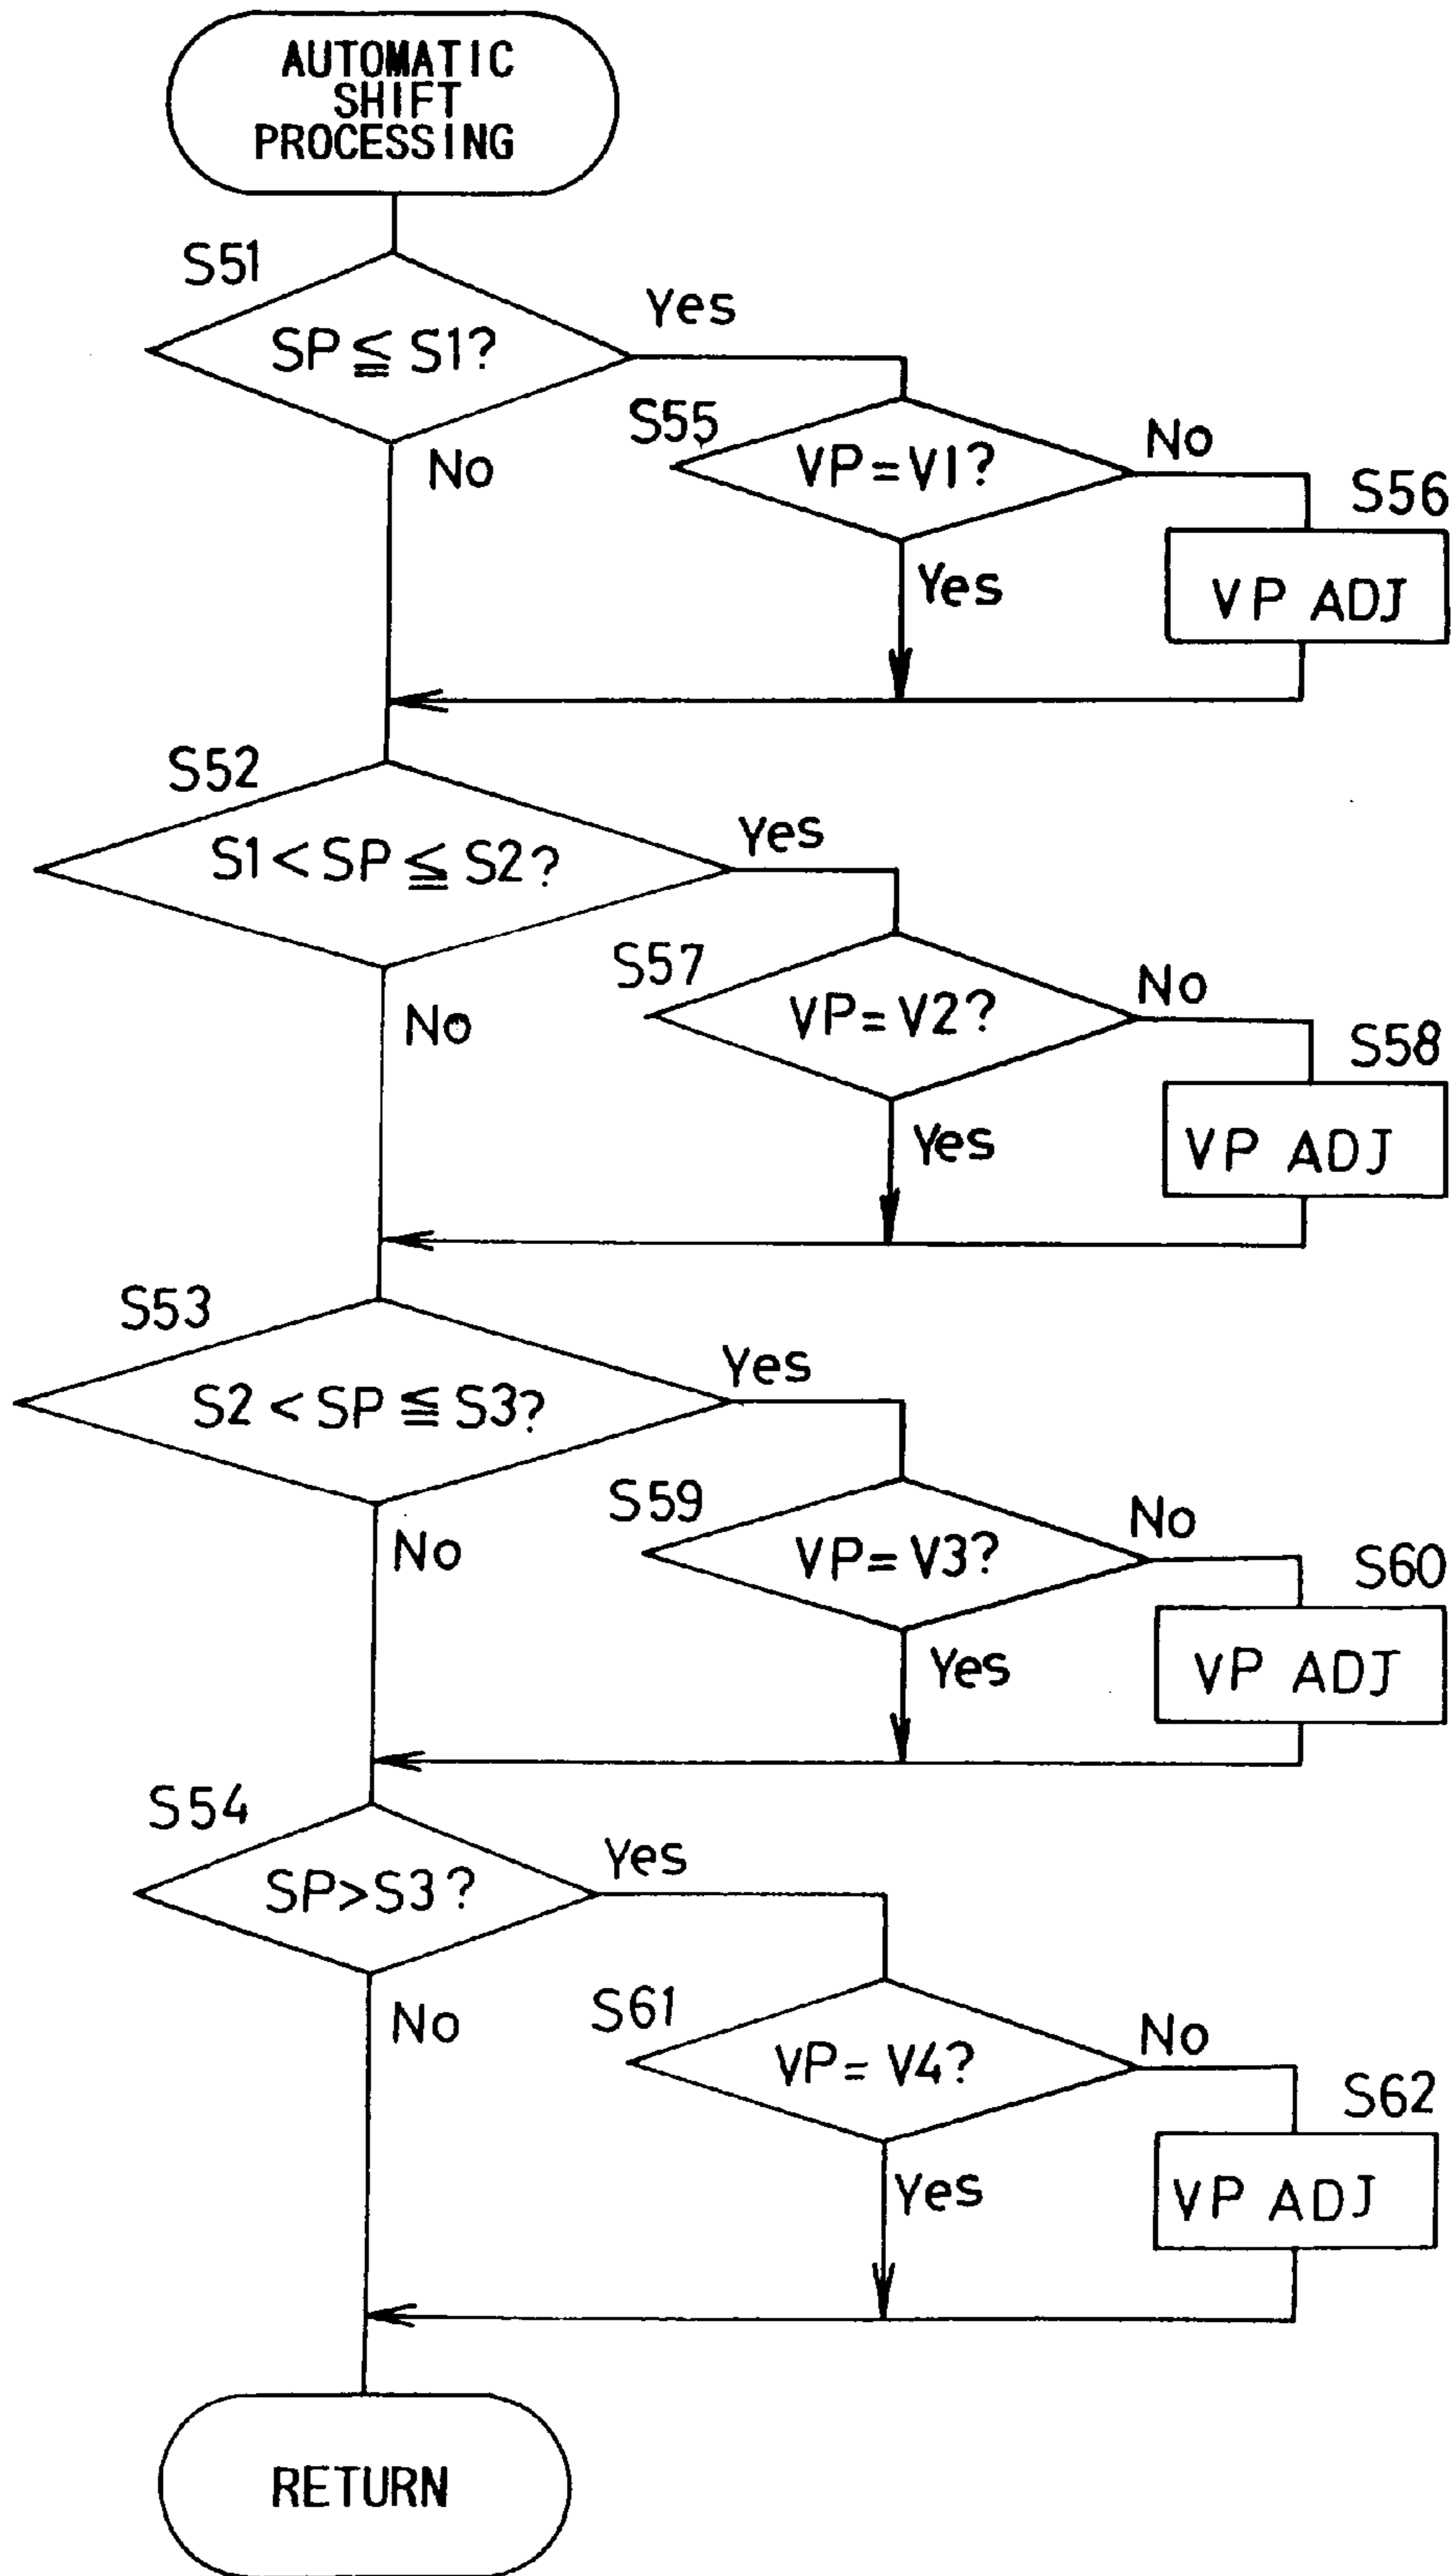 AUTOMATIC
SHIFT
PROCESSING
S51
SP≦S1?
Yes
No
S55
VP=V1?
No
Yes
S56
VP ADJ
S52
S1<SP≦S2?
Yes
No
S57
VP=V2?
No
Yes
S58
VP ADJ
S53
S2<SP≦S3?
Yes
No
S59
VP=V3?
No
Yes
S60
VP ADJ
S54
SP>S3?
Yes
No
S61
VP=V4?
No
Yes
S62
VP ADJ
RETURN